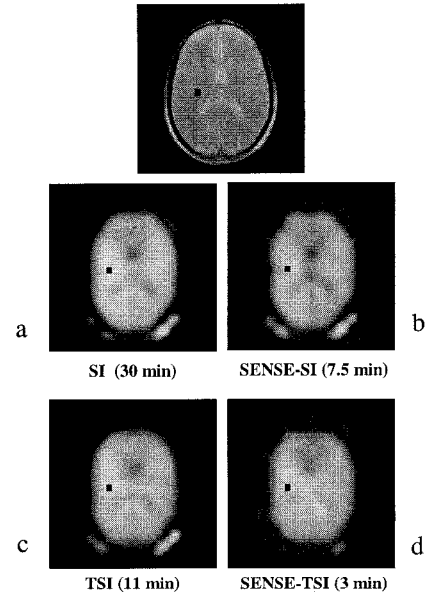 a
b
SI (30 min)
SENSE-SI (7.5 min)
c
d
TSI (11 min)
SENSE-TSI (3 min)